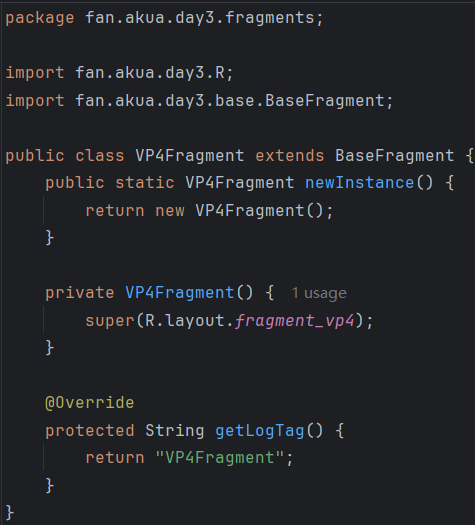 package fan.akua.day3.fragments;
import fan.akua.day3.R;
import fan.akua.day3.base.BaseFragment;
public class VP4Fragment extends BaseFragment {
    public static VP4Fragment newInstance() {
        return new VP4Fragment();
    }
    private VP4Fragment() { 1 usage
        super(R.layout.fragment_vp4);
    }
    @Override
    protected String getLogTag() {
        return "VP4Fragment";
    }
}